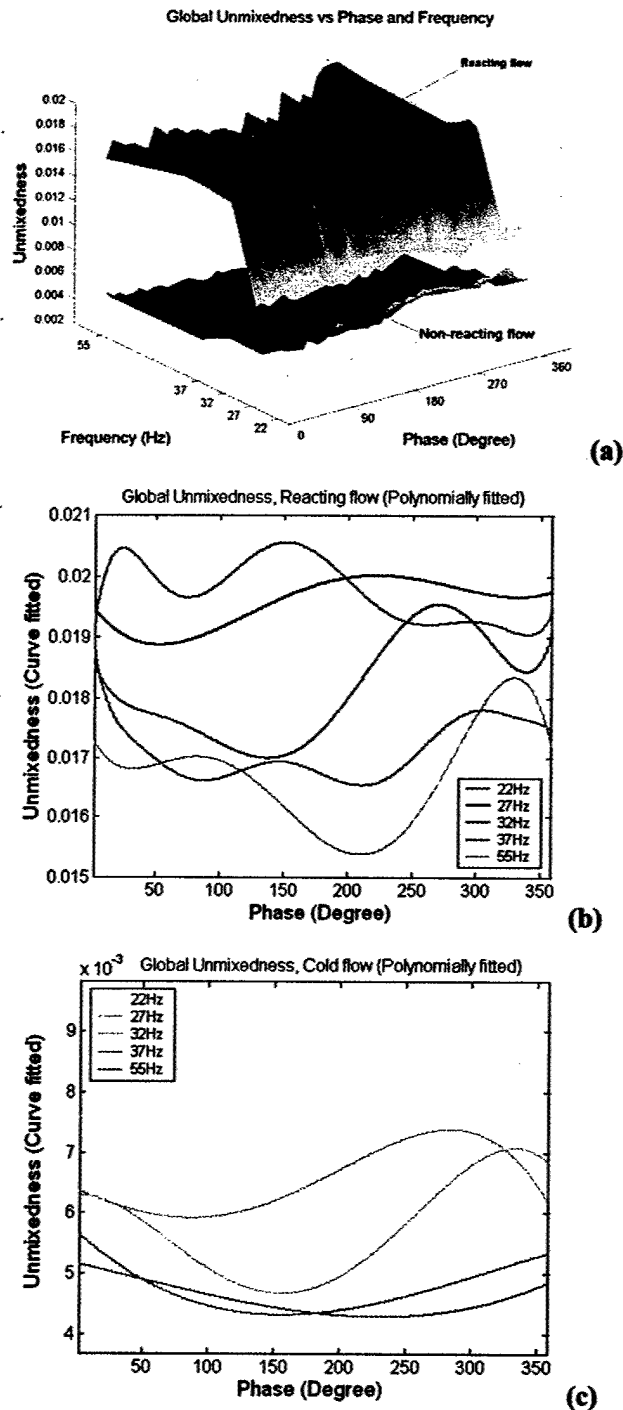 Global Unmixedness vs Phase and Frequency
Reacting flow
0.02
0.018
0.016
0.014
0.012
0.01
0.008
0.006
0.004
0.002
Unmixedness
Non-reacting flow
55
37
32
27
22
0
90
180
270
360
Frequency (Hz)
Phase (Degree)
(a)
Global Unmixedness, Reacting flow (Polynomially fitted)
0.021
0.02
0.019
0.018
0.017
0.016
0.015
Unmixedness (Curve fitted)
22Hz
27Hz
32Hz
37Hz
55Hz
50
100
150
200
250
300
350
Phase (Degree)
(b)
x 10-3
Global Unmixedness, Cold flow (Polynomially fitted)
22Hz
27Hz
32Hz
37Hz
55Hz
9
8
7
6
5
4
Unmixedness (Curve fitted)
50
100
150
200
250
300
350
Phase (Degree)
(c)